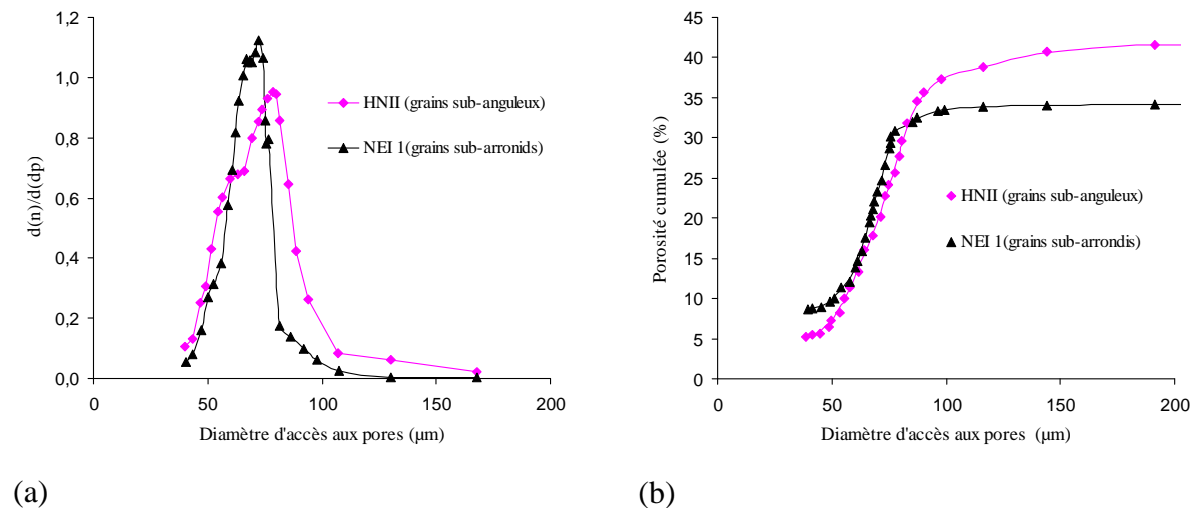 1,2
1,0
0,8
0,6
0,4
0,2
0,0
d(n)/d(dp)
HNII (grains sub-anguleux)
NEI 1(grains sub-arronids)
0
50
100
150
200
Diamètre d'accès aux pores (µm)
(a)
45
40
35
30
25
20
15
10
5
0
Porosité cumulée (%)
HNII (grains sub-anguleux)
NEI 1(grains sub-arrondis)
0
50
100
150
200
Diamètre d'accès aux pores (µm)
(b)